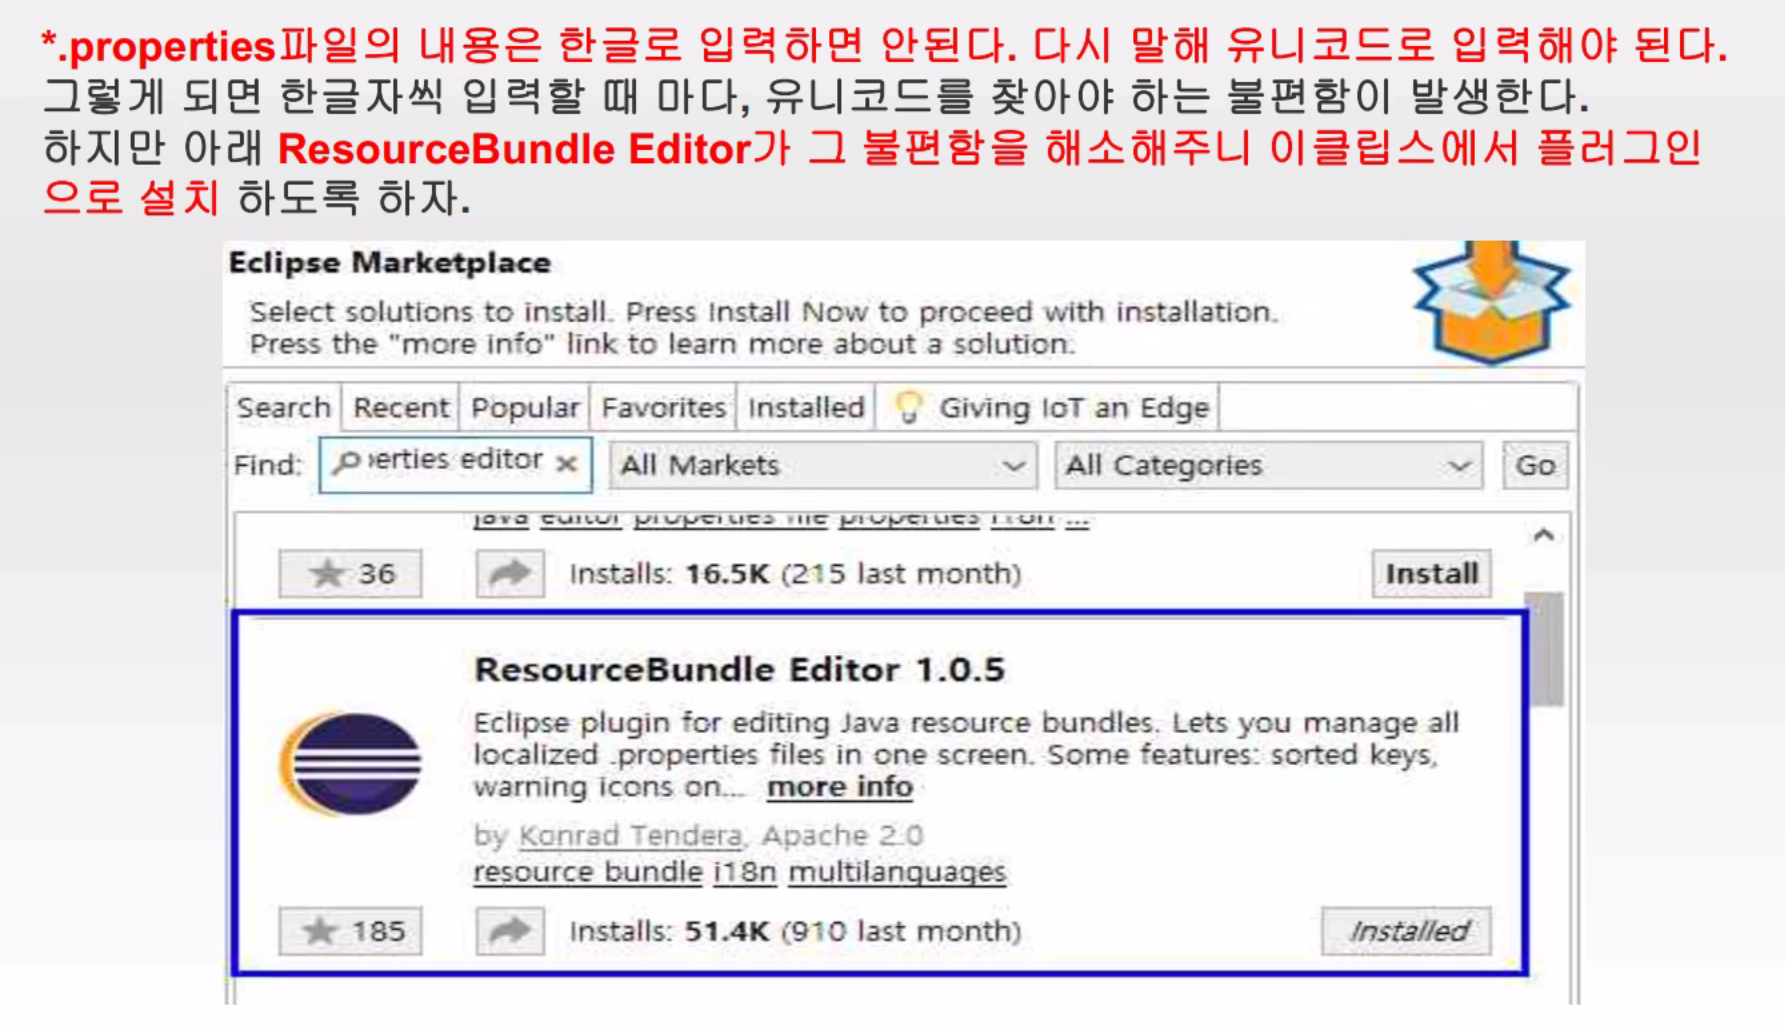 *.properties파일의 내용은 한글로 입력하면 안된다. 다시 말해 유니코드로 입력해야 된다.
그렇게 되면 한글자씩 입력할 때 마다, 유니코드를 찾아야 하는 불편함이 발생한다.
하지만 아래 ResourceBundle Editor가 그 불편함을 해소해주니 이클립스에서 플러그인
으로 설치 하도록 하자.
Eclipse Marketplace
Select solutions to install. Press Install Now to proceed with installation.
Press the "more info" link to learn more about a solution.
Search Recent Popular Favorites Installed Giving IoT an Edge
Find: erties editor All Markets All Categories Go
java editor properties file properties i18n ...
36 Installs: 16.5K (215 last month) Install
ResourceBundle Editor 1.0.5
Eclipse plugin for editing Java resource bundles. Lets you manage all
localized .properties files in one screen. Some features: sorted keys,
warning icons on... more info
by Konrad Tendera, Apache 2.0
resource bundle i18n multilanguages
185 Installs: 51.4K (910 last month) Installed